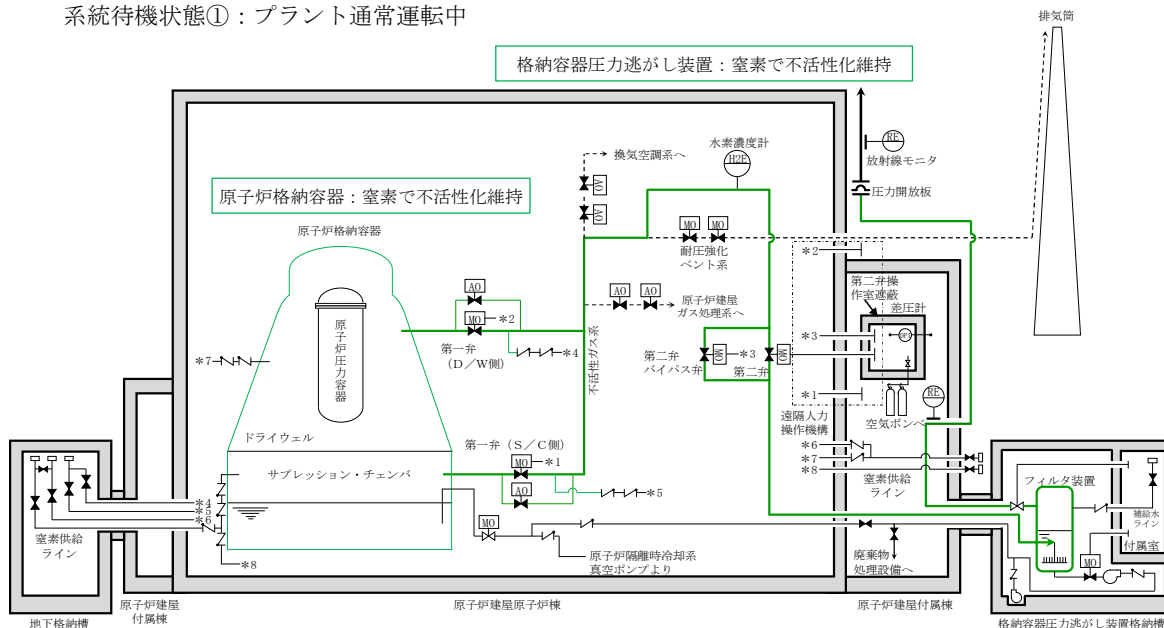 系統待機状態①：プラント通常運転中
排気筒
格納容器圧力逃がし装置：窒素で不活性化維持
RE
放射線モニタ
圧力開放板
水素濃度計
H2E
換気空調系へ
AO
AO
原子炉格納容器：窒素で不活性化維持
原子炉格納容器
原子炉圧力容器
MO
MO
耐圧強化
ベント系
＊2
第二弁操
作室遮蔽
差圧計
DPI
AO
MO
＊2
AO
AO
原子炉建屋
ガス処理系へ
＊4
第一弁
（D／W側）
不活性ガス系
＊7
＊3
MO
＊3
MO
第二弁
バイパス弁
第二弁
＊1
RE
空気ボンベ
遠隔人力
操作機構
ドライウェル
第一弁（S／C側）
MO
＊1
AO
＊5
サプレッション・チェンバ
＊6
＊7
＊8
窒素供給
ライン
フィルタ装置
補給水
ライン
付属室
MO
＊4
＊5
＊6
窒素供給
ライン
＊8
MO
原子炉隔離時冷却系
真空ポンプより
廃棄物
処理設備へ
原子炉建屋
付属棟
原子炉建屋原子炉棟
原子炉建屋付属棟
地下格納槽
格納容器圧力逃がし装置格納槽